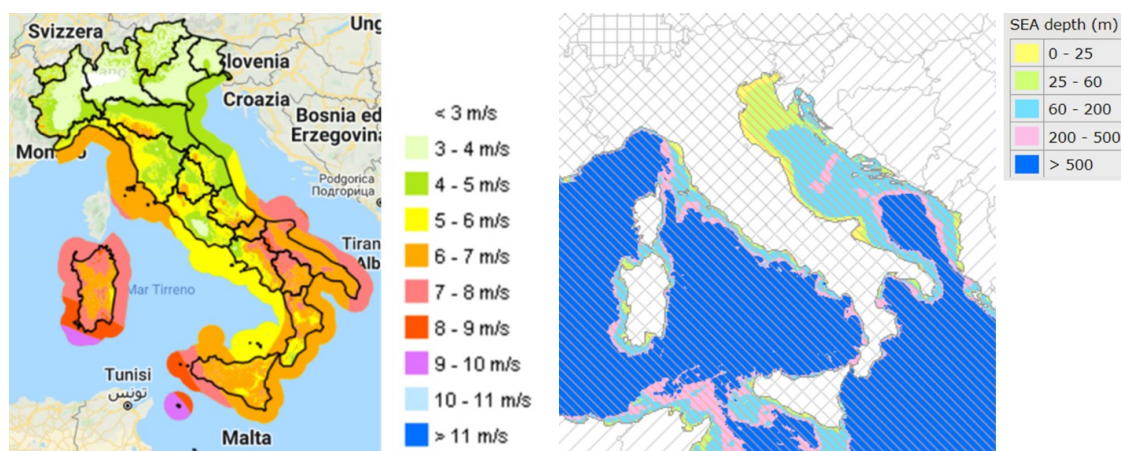 Svizzera
Ung
Slovenia
Croazia
Bosnia ed
Erzegovina
Podgorica
Подгорица
Tiran
Alb
Mar Tirreno
Tunisi
تونس
Malta
< 3 m/s
3 - 4 m/s
4 - 5 m/s
5 - 6 m/s
6 - 7 m/s
7 - 8 m/s
8 - 9 m/s
9 - 10 m/s
10 - 11 m/s
> 11 m/s
SEA depth (m)
0 - 25
25 - 60
60 - 200
200 - 500
> 500